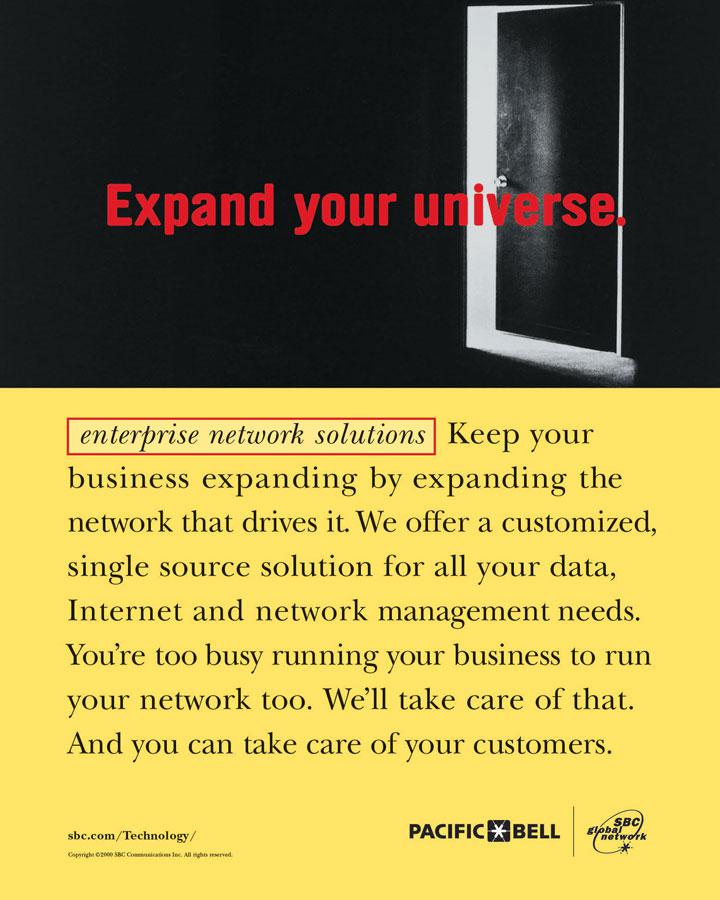 Expand your universe.
enterprise network solutions Keep your
business expanding by expanding the
network that drives it. We offer a customized,
single source solution for all your data,
Internet and network management needs.
You're too busy running your business to run
your network too. We'll take care of that.
And you can take care of your customers.
sbc.com/Technology/
Copyright ©2000 SBC Communications Inc. All rights reserved.
PACIFIC BELL
SBC
global
network